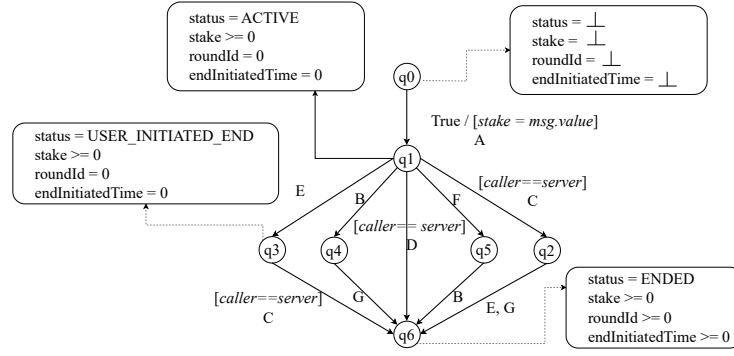 status = ACTIVE
stake >= 0
roundId = 0
endInitiatedTime = 0
status = ⊥
stake = ⊥
roundId = ⊥
endInitiatedTime = ⊥
q0
True / [stake = msg.value]
A
status = USER_INITIATED_END
stake >= 0
roundId = 0
endInitiatedTime = 0
q1
E
B
F
[caller==server]
C
[caller== server]
D
q3
q4
q5
q2
[caller==server]
C
G
B
E, G
q6
status = ENDED
stake >= 0
roundId >= 0
endInitiatedTime >= 0